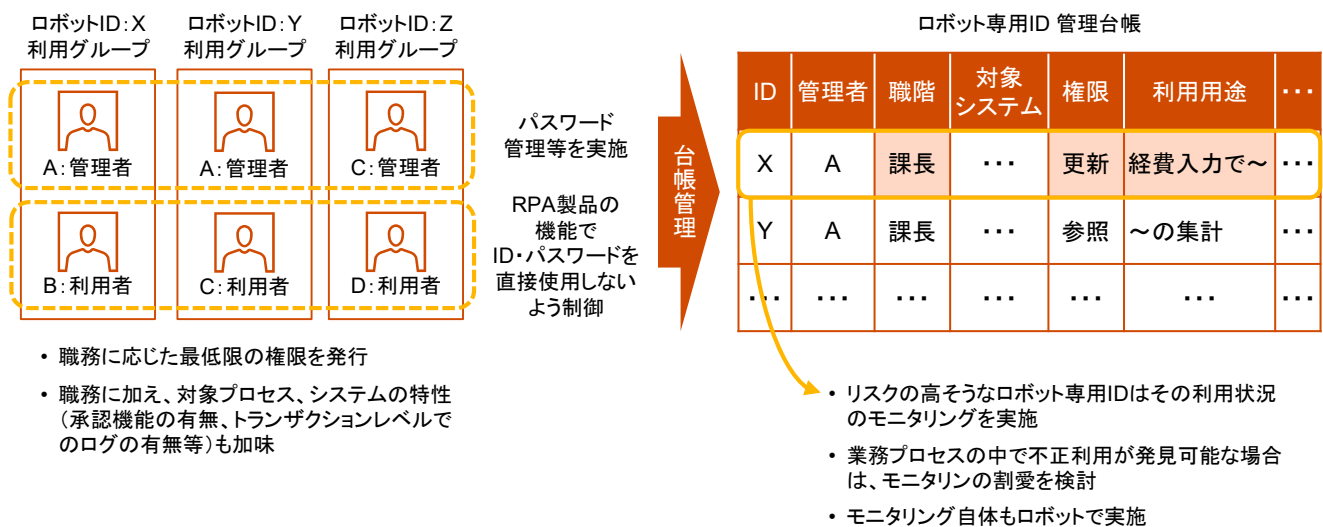 ロボットID：X
利用グループ
ロボットID：Y
利用グループ
ロボットID：Z
利用グループ
A：管理者
A：管理者
C：管理者
B：利用者
C：利用者
D：利用者
パスワード
管理等を実施
RPA製品の
機能で
ID・パスワードを
直接使用しない
よう制御
• 職務に応じた最低限の権限を発行
• 職務に加え、対象プロセス、システムの特性
（承認機能の有無、トランザクションレベルで
のログの有無等）も加味
台帳管理
ロボット専用ID 管理台帳
ID 管理者 職階 対象
システム 権限 利用用途 ･･･
X A 課長 ･･･ 更新 経費入力で～ ･･･
Y A 課長 ･･･ 参照 ～の集計 ･･･
･･･ ･･･ ･･･ ･･･ ･･･ ･･･ ･･･
• リスクの高そうなロボット専用IDはその利用状況
のモニタリングを実施
• 業務プロセスの中で不正利用が発見可能な場合
は、モニタリンの割愛を検討
• モニタリング自体もロボットで実施